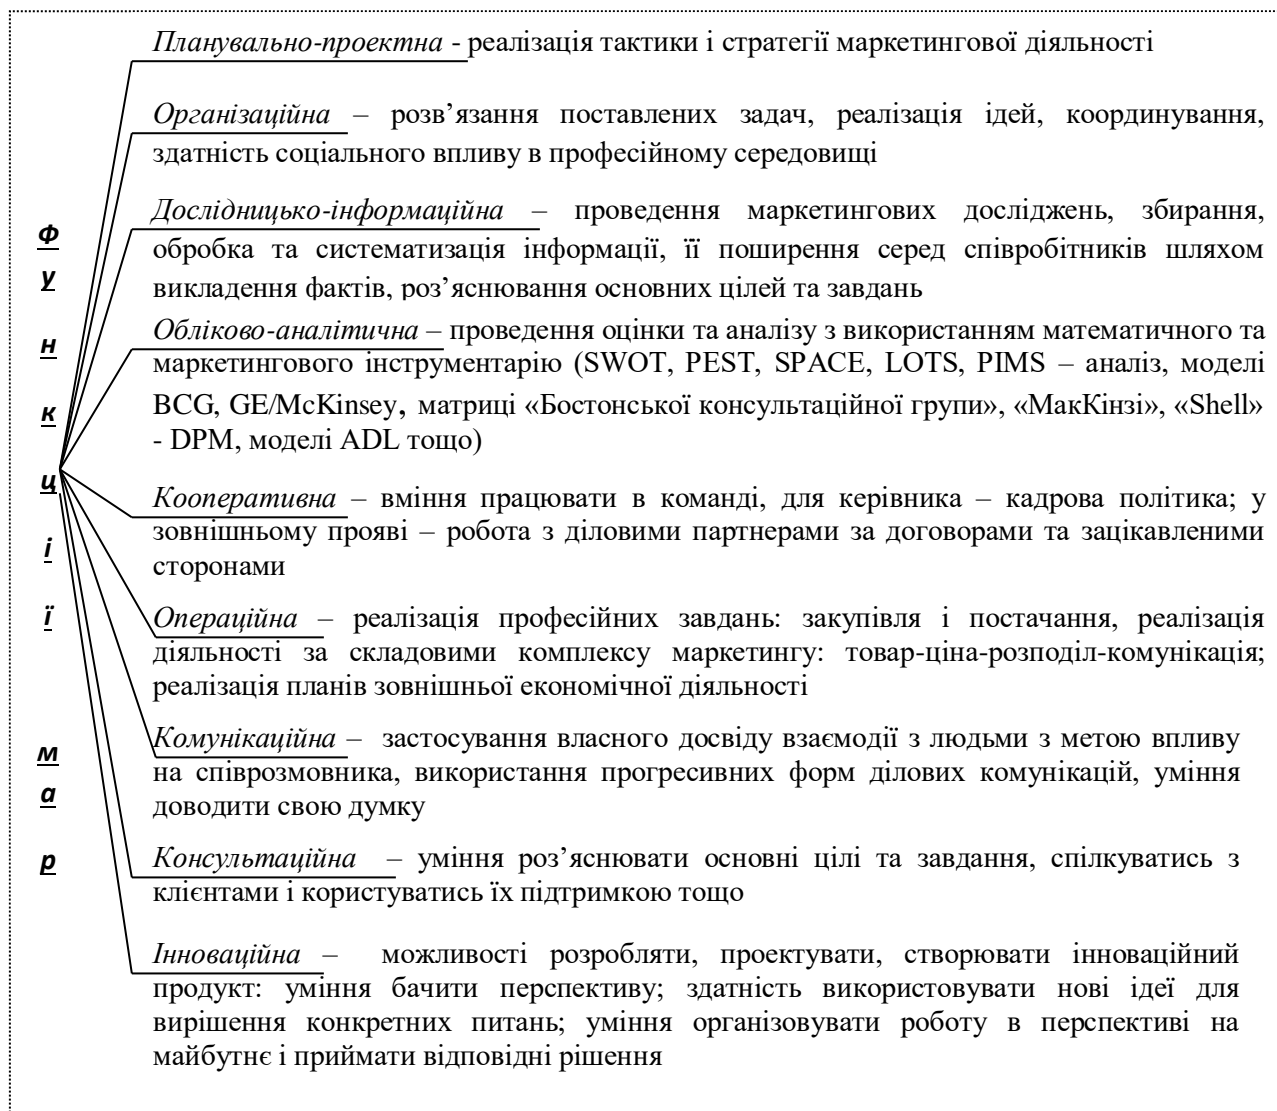 Планувально-проектна - реалізація тактики і стратегії маркетингової діяльності
Організаційна – розв’язання поставлених задач, реалізація ідей, координування,
здатність соціального впливу в професійному середовищі
Дослідницько-інформаційна – проведення маркетингових досліджень, збирання,
обробка та систематизація інформації, її поширення серед співробітників шляхом
викладення фактів, роз’яснювання основних цілей та завдань
Обліково-аналітична – проведення оцінки та аналізу з використанням математичного та
маркетингового інструментарію (SWOT, PEST, SPACE, LOTS, PIMS – аналіз, моделі
BCG, GE/McKinsey, матриці «Бостонської консультаційної групи», «МакКінзі», «Shell»
- DPM, моделі ADL тощо)
Кооперативна – вміння працювати в команді, для керівника – кадрова політика; у
зовнішньому прояві – робота з діловими партнерами за договорами та зацікавленими
сторонами
Операційна – реалізація професійних завдань: закупівля і постачання, реалізація
діяльності за складовими комплексу маркетингу: товар-ціна-розподіл-комунікація;
реалізація планів зовнішньої економічної діяльності
Комунікаційна – застосування власного досвіду взаємодії з людьми з метою впливу
на співрозмовника, використання прогресивних форм ділових комунікацій, уміння
доводити свою думку
Консультаційна – уміння роз’яснювати основні цілі та завдання, спілкуватись з
клієнтами і користуватись їх підтримкою тощо
Інноваційна – можливості розробляти, проектувати, створювати інноваційний
продукт: уміння бачити перспективу; здатність використовувати нові ідеї для
вирішення конкретних питань; уміння організовувати роботу в перспективі на
майбутнє і приймати відповідні рішення
Ф
у
н
к
ц
і
ї
м
а
р